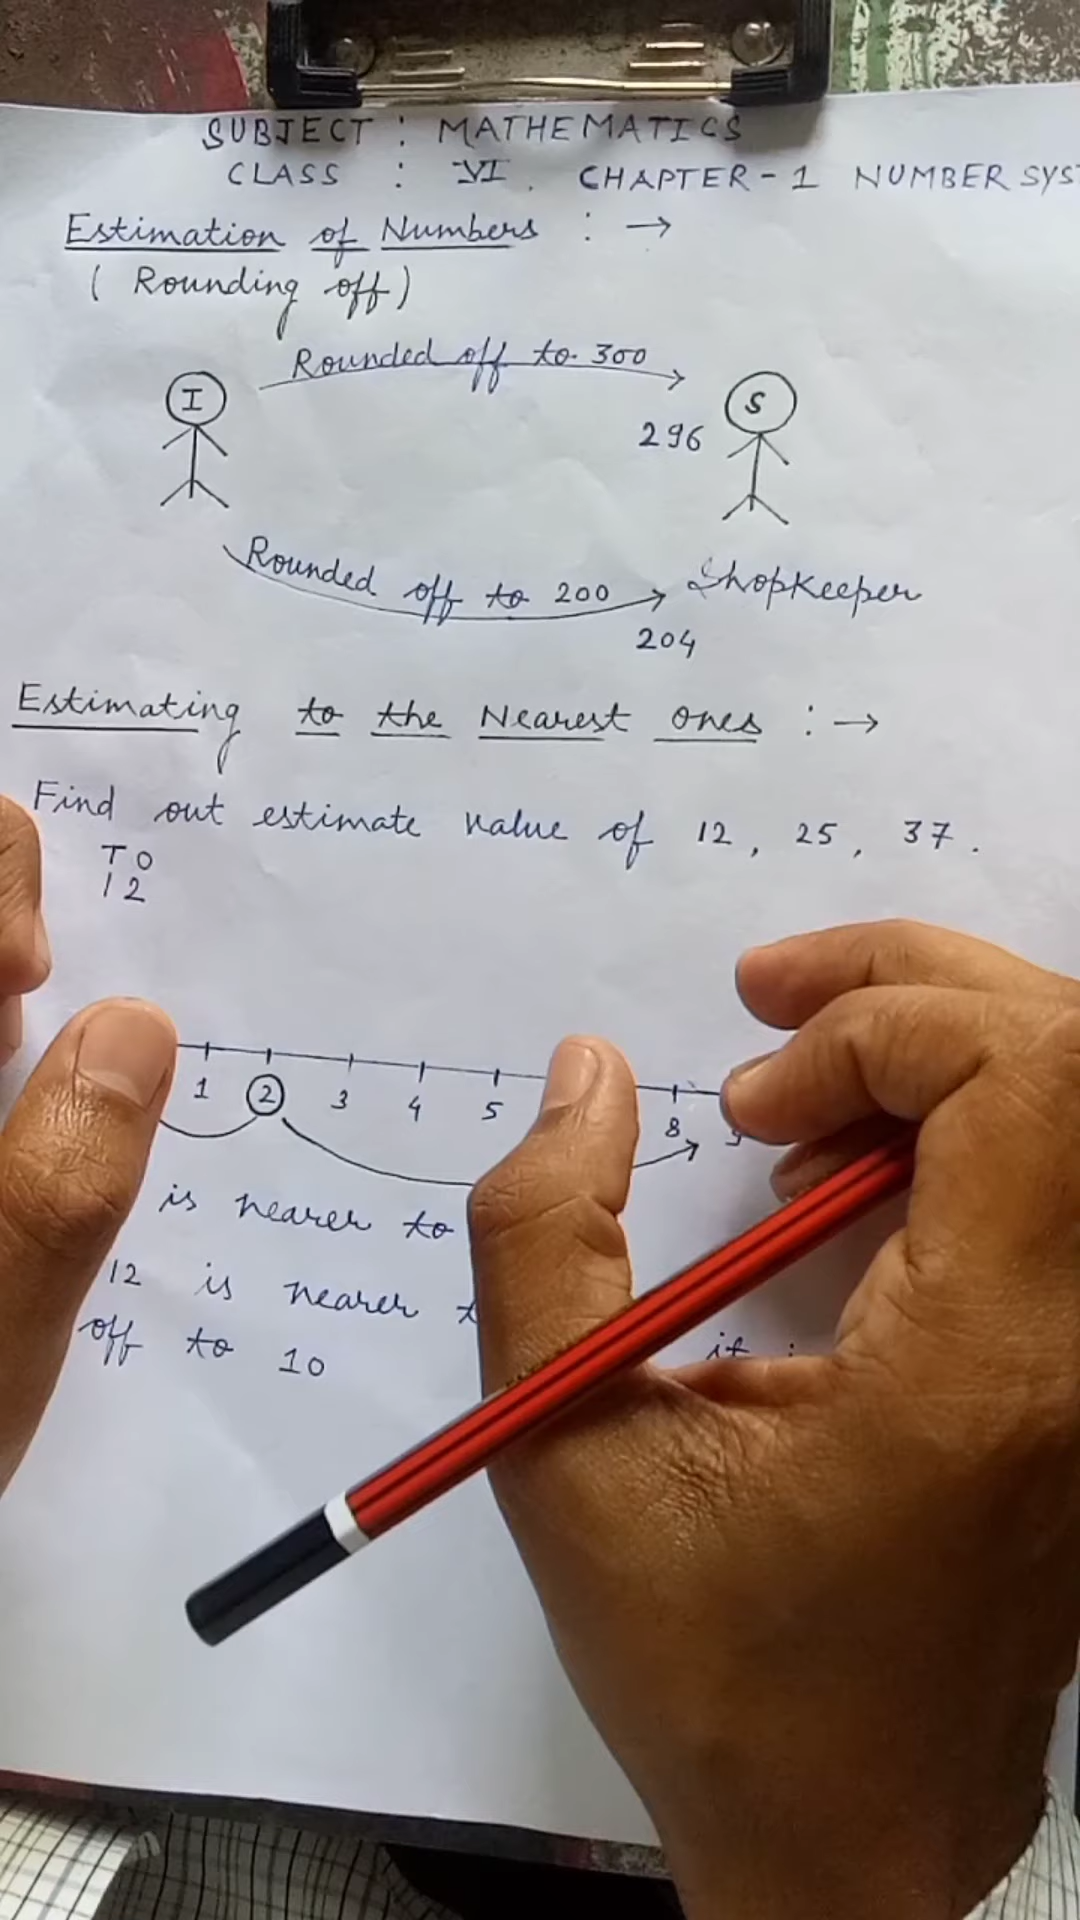 SUBJECT : MATHEMATICS
CLASS : VI. CHAPTER-1 NUMBER SYS
Estimation of Numbers : →
( Rounding off )
Rounded off to 300
I
S
296
Rounded off to 200
Shopkeeper
204
Estimating to the Nearest ones : →
Find out estimate value of 12, 25, 37.
T O
1 2
1 2 3 4 5 8 9
is nearer to
12 is nearer
off to 10